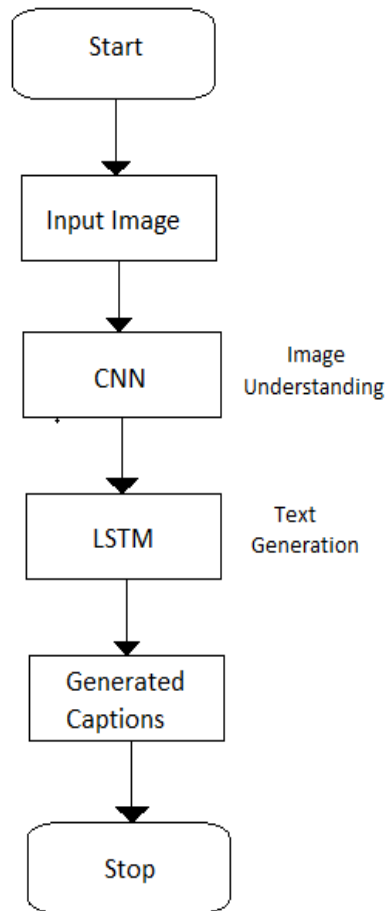 Start
Input Image
CNN
Image
Understanding
LSTM
Text
Generation
Generated
Captions
Stop